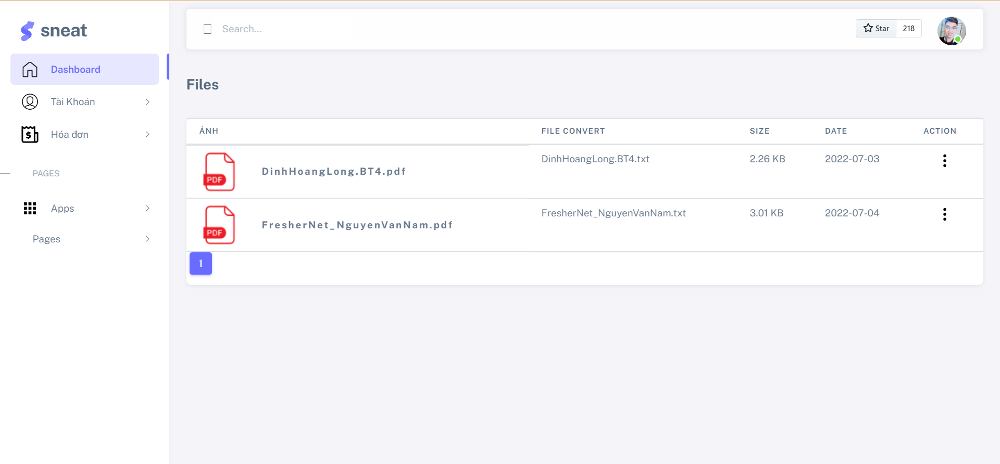 sneat
Search...
Star 218
Dashboard
Tài Khoản
Hóa đơn
PAGES
Apps
Pages
Files
ẢNH FILE CONVERT SIZE DATE ACTION
PDF DinhHoangLong.BT4.pdf DinhHoangLong.BT4.txt 2.26 KB 2022-07-03
PDF FresherNet_NguyenVanNam.pdf FresherNet_NguyenVanNam.txt 3.01 KB 2022-07-04
1